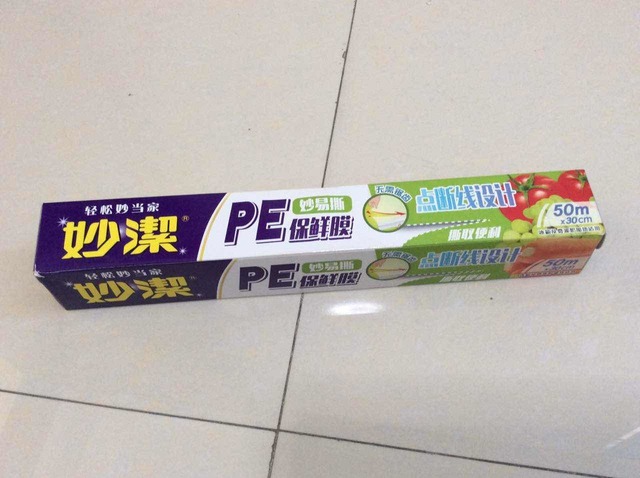 轻松妙当家
妙潔®
PE
妙易撕
保鲜膜
点断线设计
撕取便利
50m
x30cm
轻松妙当家
妙潔
PE
妙易撕
保鲜膜
点断线设计
50m